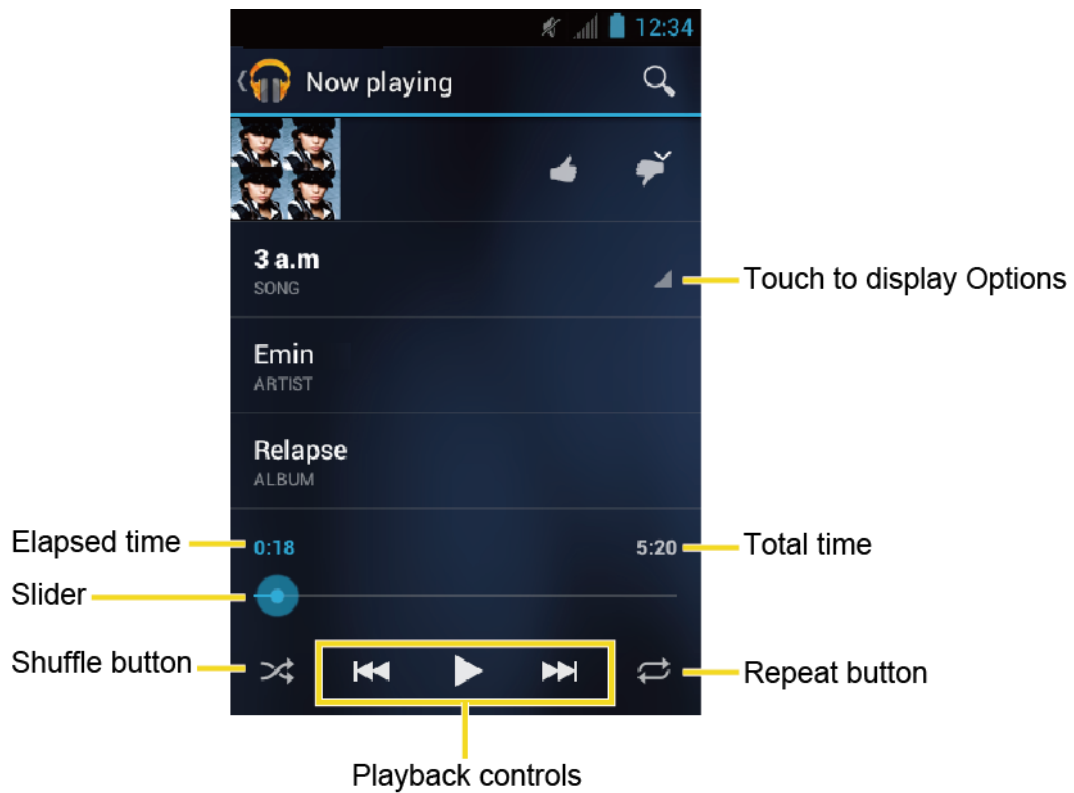 12:34
Now playing
3 a.m
SONG
Touch to display Options
Emin
ARTIST
Relapse
ALBUM
Elapsed time
0:18
5:20
Total time
Slider
Shuffle button
Repeat button
Playback controls